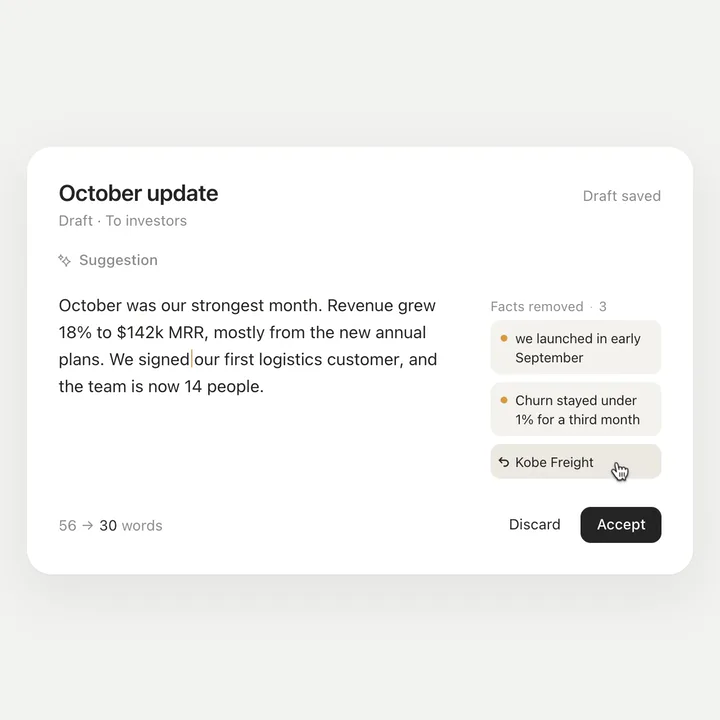 October update
Draft saved
Draft · To investors
Suggestion
October was our strongest month. Revenue grew
18% to $142k MRR, mostly from the new annual
plans. We signed our first logistics customer, and
the team is now 14 people.
Facts removed · 3
we launched in early
September
Churn stayed under
1% for a third month
Kobe Freight
56 → 30 words
Discard
Accept